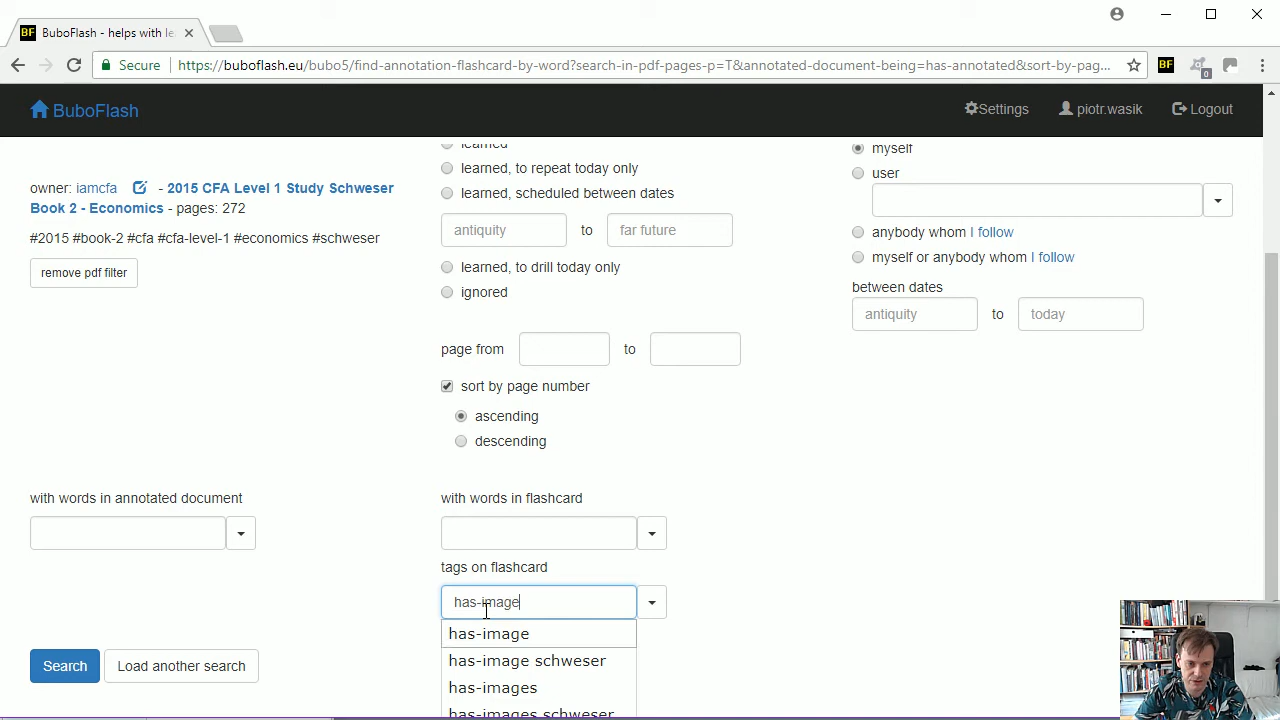 BF BuboFlash - helps with le
Secure https://buboflash.eu/bubo5/find-annotation-flashcard-by-word?search-in-pdf-pages-p=T&annotated-document-being=has-annotated&sort-by-pag... BF 0
BuboFlash Settings piotr.wasik Logout
learned
myself
owner: iamcfa - 2015 CFA Level 1 Study Schweser
Book 2 - Economics - pages: 272
#2015 #book-2 #cfa #cfa-level-1 #economics #schweser
remove pdf filter
learned, to repeat today only
learned, scheduled between dates
antiquity to far future
learned, to drill today only
ignored
user
anybody whom I follow
myself or anybody whom I follow
between dates
antiquity to today
page from to
sort by page number
ascending
descending
with words in annotated document
with words in flashcard
tags on flashcard
has-image
has-image
has-image schweser
has-images
has-images schweser
Search Load another search